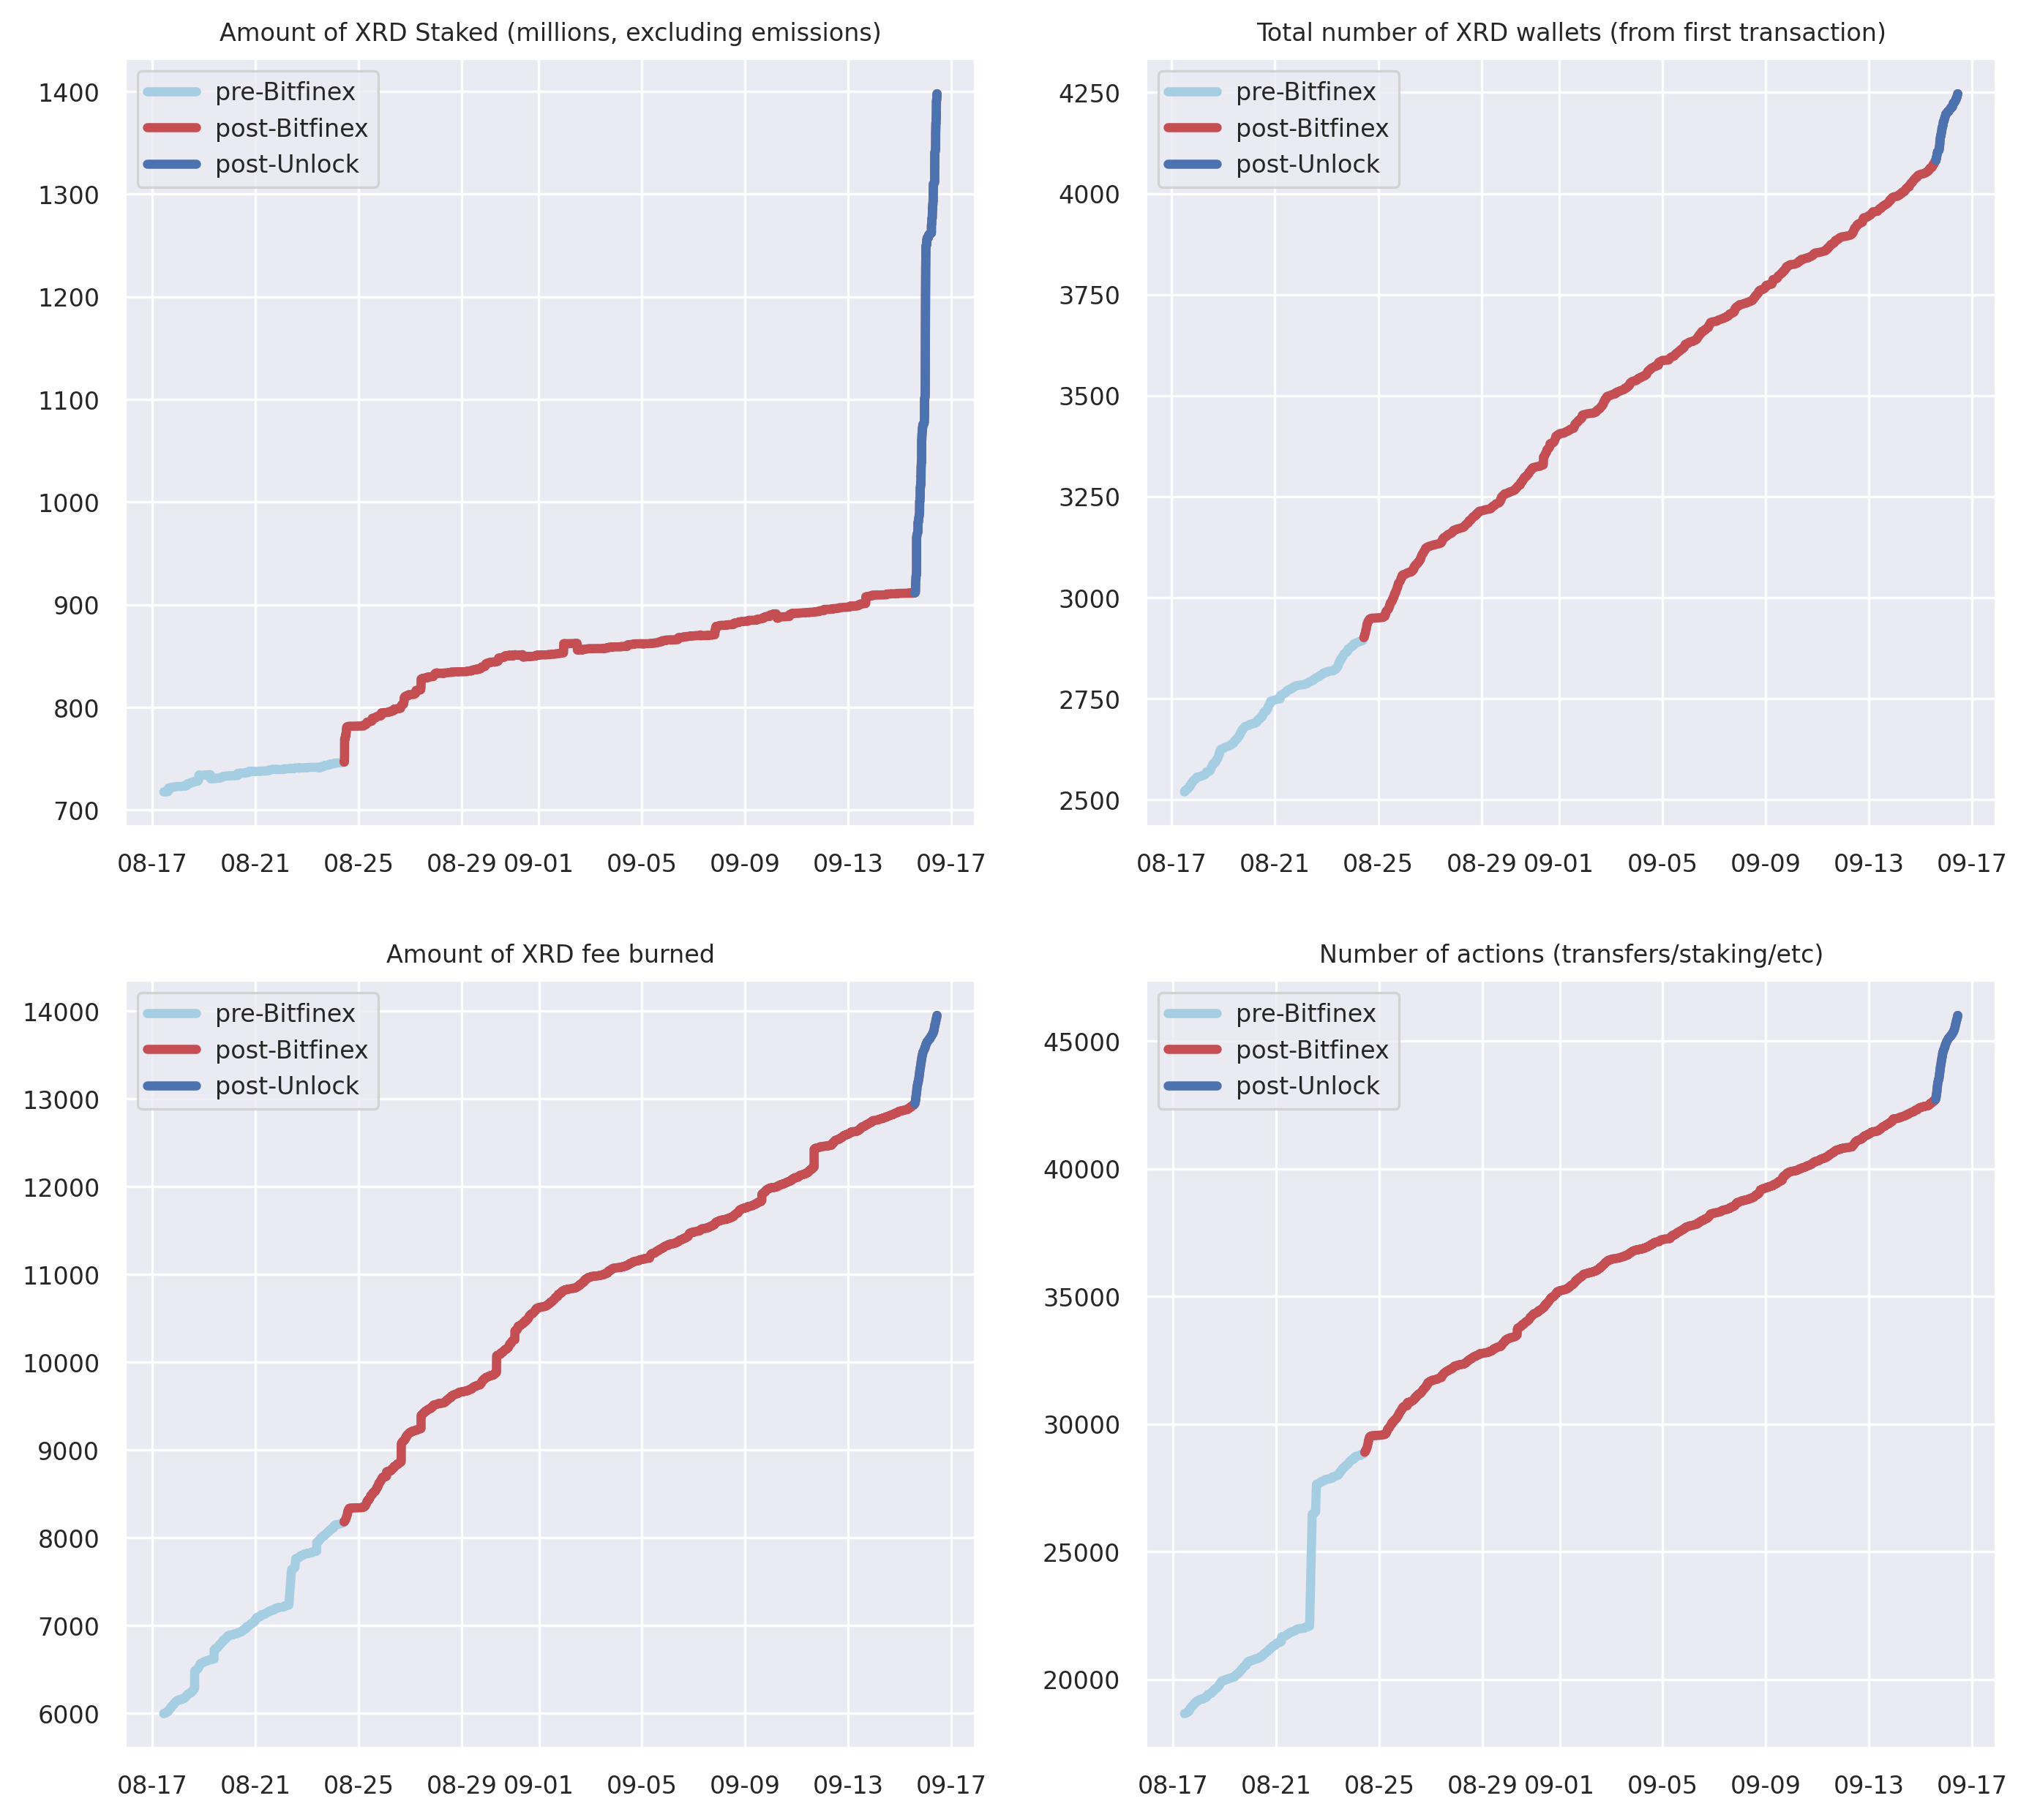 Amount of XRD Staked (millions, excluding emissions)
pre-Bitfinex
post-Bitfinex
post-Unlock
1400
1300
1200
1100
1000
900
800
700
08-17 08-21 08-25 08-29 09-01 09-05 09-09 09-13 09-17
Total number of XRD wallets (from first transaction)
pre-Bitfinex
post-Bitfinex
post-Unlock
4250
4000
3750
3500
3250
3000
2750
2500
08-17 08-21 08-25 08-29 09-01 09-05 09-09 09-13 09-17
Amount of XRD fee burned
pre-Bitfinex
post-Bitfinex
post-Unlock
14000
13000
12000
11000
10000
9000
8000
7000
6000
08-17 08-21 08-25 08-29 09-01 09-05 09-09 09-13 09-17
Number of actions (transfers/staking/etc)
pre-Bitfinex
post-Bitfinex
post-Unlock
45000
40000
35000
30000
25000
20000
08-17 08-21 08-25 08-29 09-01 09-05 09-09 09-13 09-17